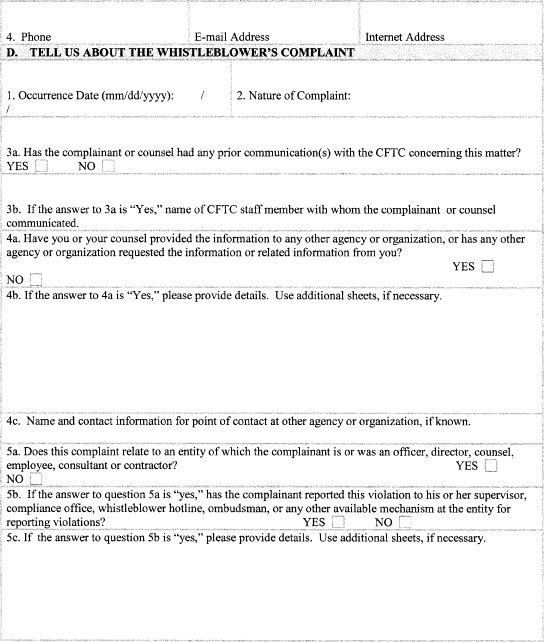 4. Phone E-mail Address Internet Address
D. TELL US ABOUT THE WHISTLEBLOWER'S COMPLAINT
1. Occurrence Date (mm/dd/yyyy): / 2. Nature of Complaint:
/
3a. Has the complainant or counsel had any prior communication(s) with the CFTC concerning this matter?
YES NO
3b. If the answer to 3a is “Yes,” name of CFTC staff member with whom the complainant or counsel
communicated.
4a. Have you or your counsel provided the information to any other agency or organization, or has any other
agency or organization requested the information or related information from you?
YES
NO
4b. If the answer to 4a is “Yes,” please provide details. Use additional sheets, if necessary.
4c. Name and contact information for point of contact at other agency or organization, if known.
5a. Does this complaint relate to an entity of which the complainant is or was an officer, director, counsel,
employee, consultant or contractor? YES
NO
5b. If the answer to question 5a is “yes,” has the complainant reported this violation to his or her supervisor,
compliance office, whistleblower hotline, ombudsman, or any other available mechanism at the entity for
reporting violations? YES NO
5c. If the answer to question 5b is “yes,” please provide details. Use additional sheets, if necessary.